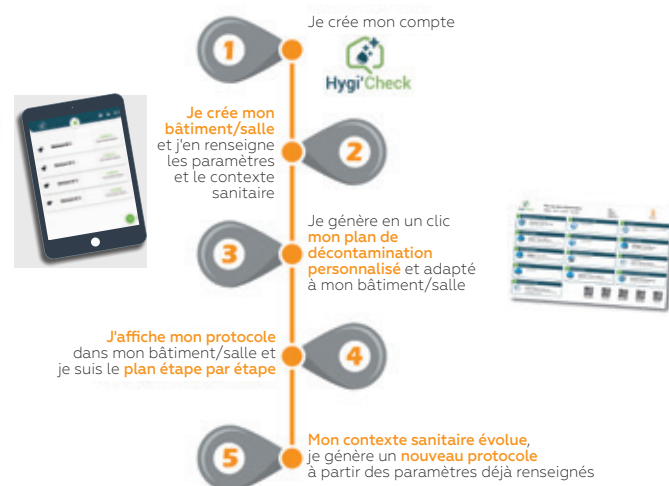 1
Je crée mon compte
Hygi'Check
Je crée mon
bâtiment/salle
et j'en renseigne
les paramètres
et le contexte
sanitaire
2
3
Je génère en un clic
mon plan de
décontamination
personnalisé et adapté
à mon bâtiment/salle
J'affiche mon protocole
dans mon bâtiment/salle et
je suis le plan étape par étape
4
5
Mon contexte sanitaire évolue,
je génère un nouveau protocole
à partir des paramètres déjà renseignés